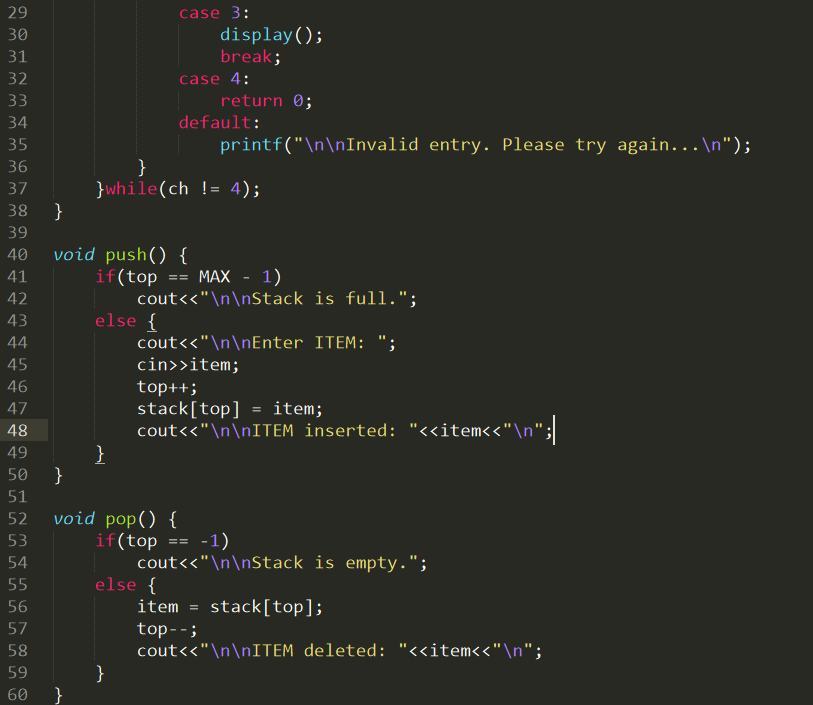 29 case 3:
30 display();
31 break;
32 case 4:
33 return 0;
34 default:
35 printf("\n\nInvalid entry. Please try again...\n");
36 }
37 }while(ch != 4);
38 }
39
40 void push() {
41 if(top == MAX - 1)
42 cout<<"\n\nStack is full.";
43 else {
44 cout<<"\n\nEnter ITEM: ";
45 cin>>item;
46 top++;
47 stack[top] = item;
48 cout<<"\n\nITEM inserted: "<<item<<"\n";
49 }
50 }
51
52 void pop() {
53 if(top == -1)
54 cout<<"\n\nStack is empty.";
55 else {
56 item = stack[top];
57 top--;
58 cout<<"\n\nITEM deleted: "<<item<<"\n";
59 }
60 }